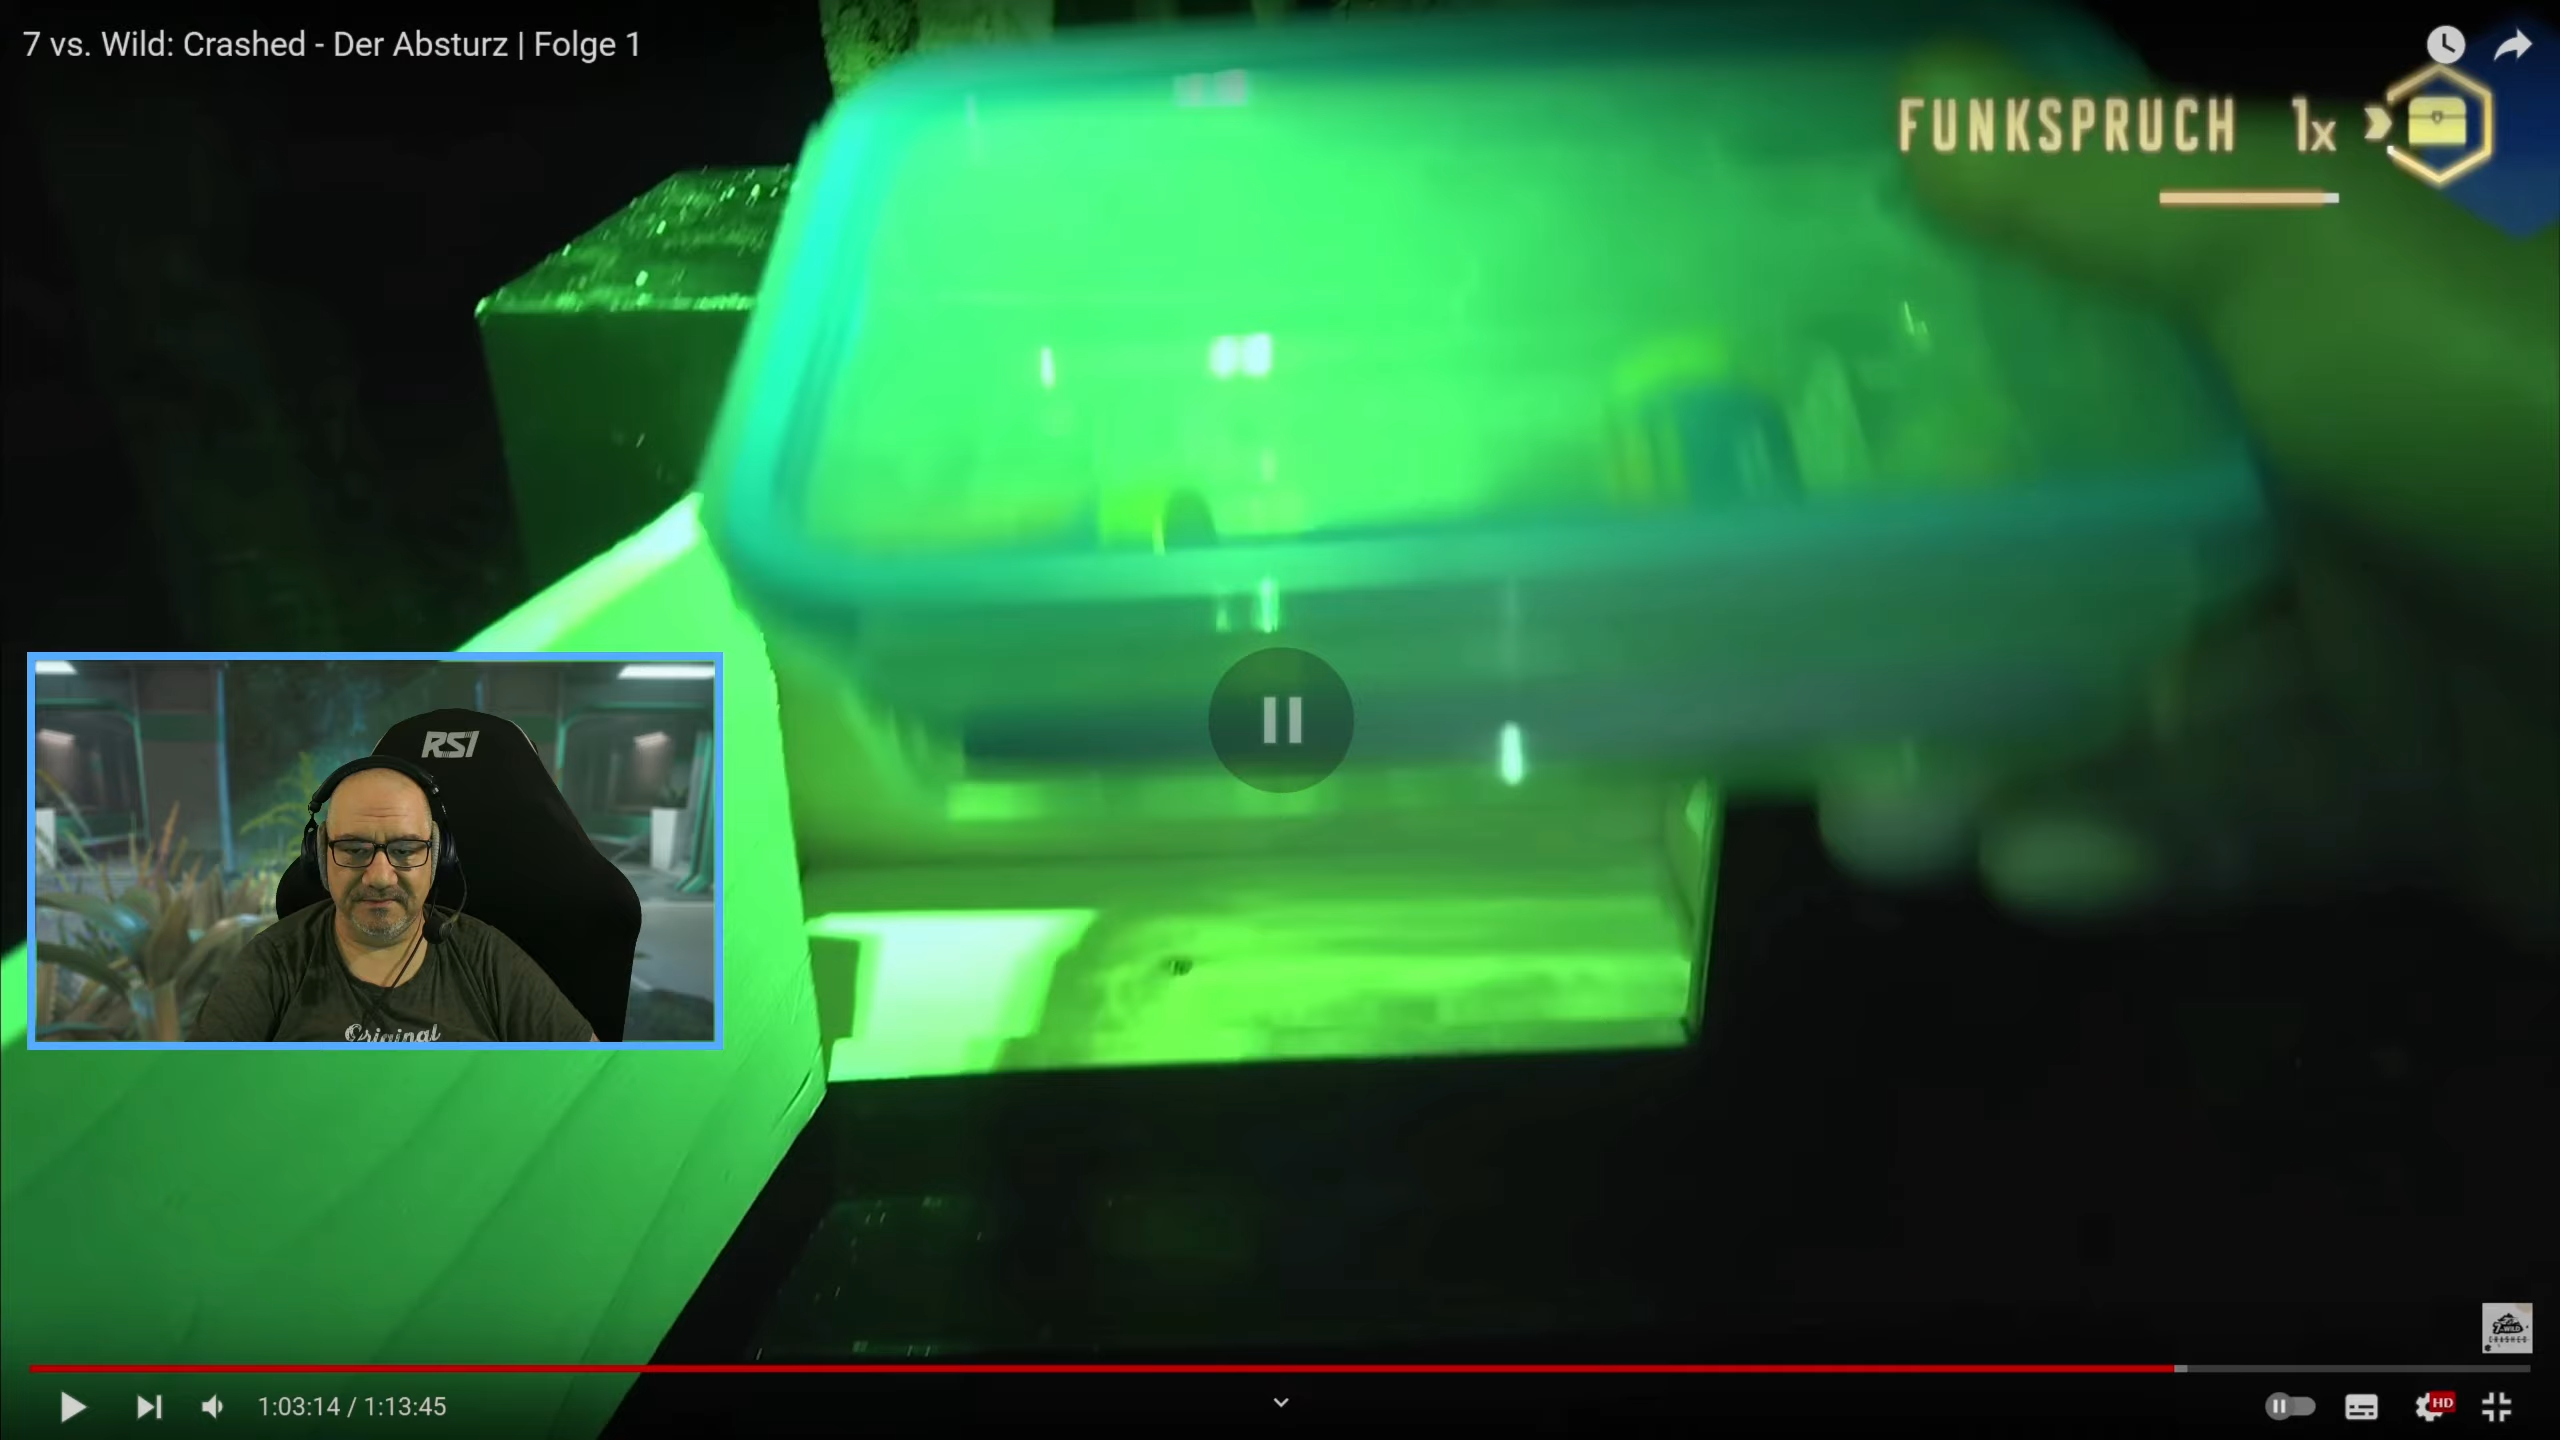 7 vs. Wild: Crashed - Der Absturz | Folge 1
FUNKSPRUCH 1x
RSI
Original
1:03:14 / 1:13:45
HD